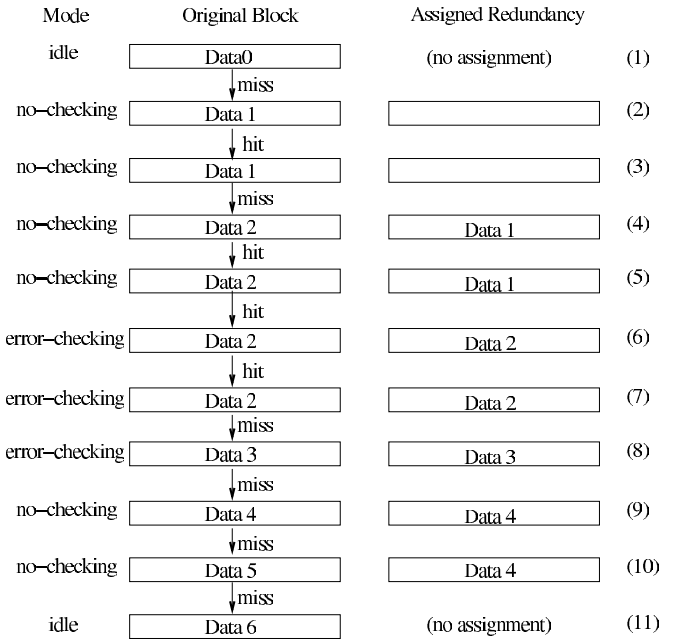 Mode Original Block Assigned Redundancy
idle Data0 (no assignment) (1)
miss
no-checking Data 1 (2)
hit
no-checking Data 1 (3)
miss
no-checking Data 2 Data 1 (4)
hit
no-checking Data 2 Data 1 (5)
hit
error-checking Data 2 Data 2 (6)
hit
error-checking Data 2 Data 2 (7)
miss
error-checking Data 3 Data 3 (8)
miss
no-checking Data 4 Data 4 (9)
miss
no-checking Data 5 Data 4 (10)
miss
idle Data 6 (no assignment) (11)